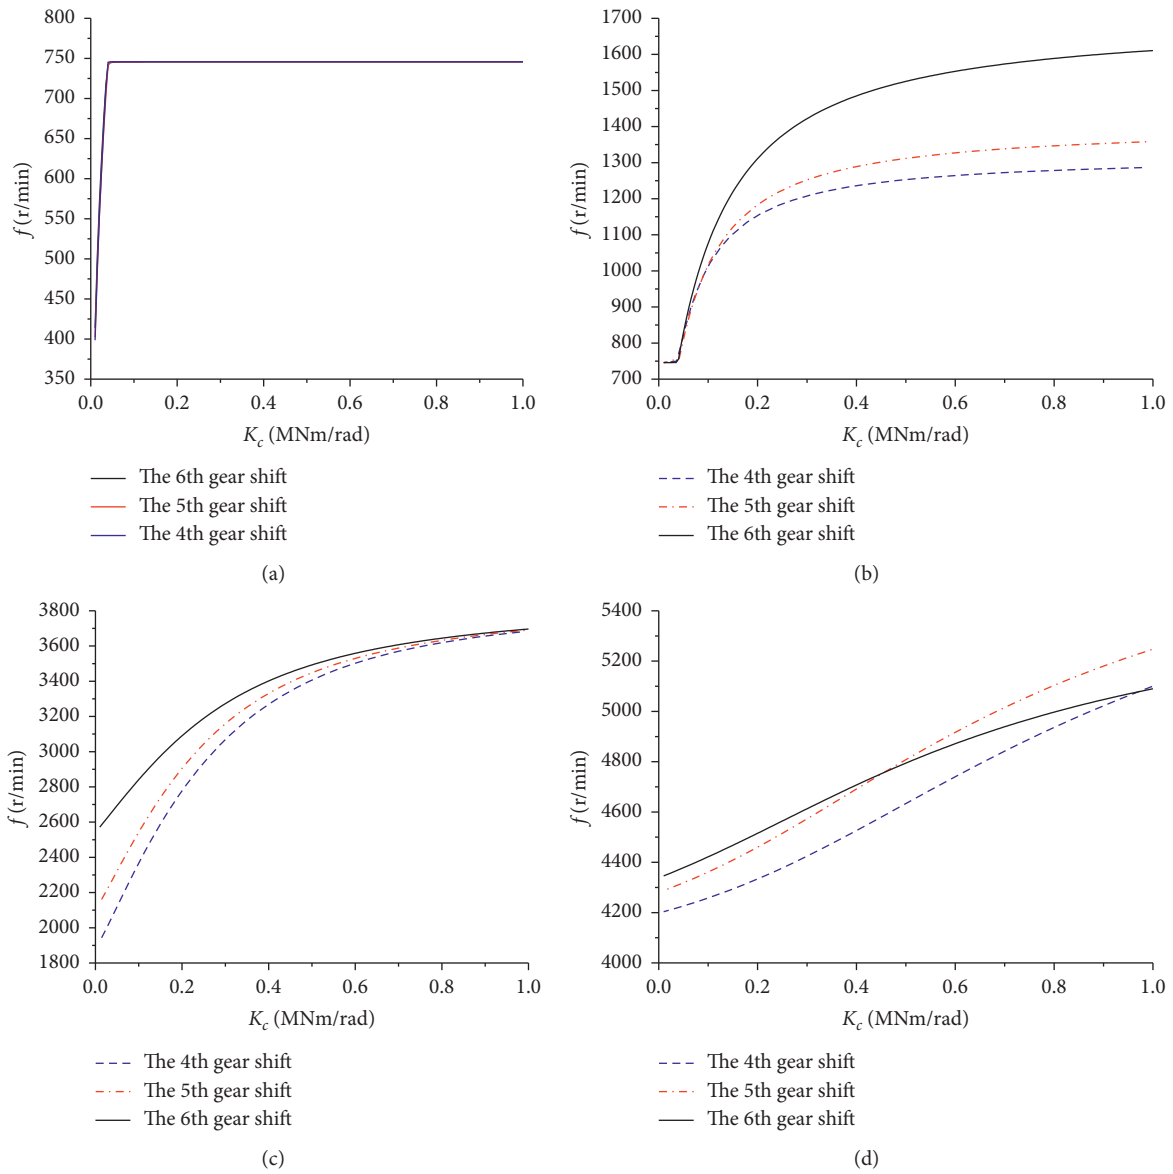 800
750
700
650
600
550
750
450
400
350
f (r/min)
0.0 0.2 0.4 0.6 0.8 1.0
K_c (MNm/rad)
The 6th gear shift
The 5th gear shift
The 4th gear shift
(a)
1700
1600
1500
1400
1300
1200
1100
1000
900
800
700
f (r/min)
0.0 0.2 0.4 0.6 0.8 1.0
K_c (MNm/rad)
The 4th gear shift
The 5th gear shift
The 6th gear shift
(b)
3800
3600
3400
3200
3000
2800
2600
2400
2200
2000
1800
f (r/min)
0.0 0.2 0.4 0.6 0.8 1.0
K_c (MNm/rad)
The 4th gear shift
The 5th gear shift
The 6th gear shift
(c)
5400
5200
5000
4800
4600
4400
4200
4000
f (r/min)
0.0 0.2 0.4 0.6 0.8 1.0
K_c (MNm/rad)
The 4th gear shift
The 5th gear shift
The 6th gear shift
(d)